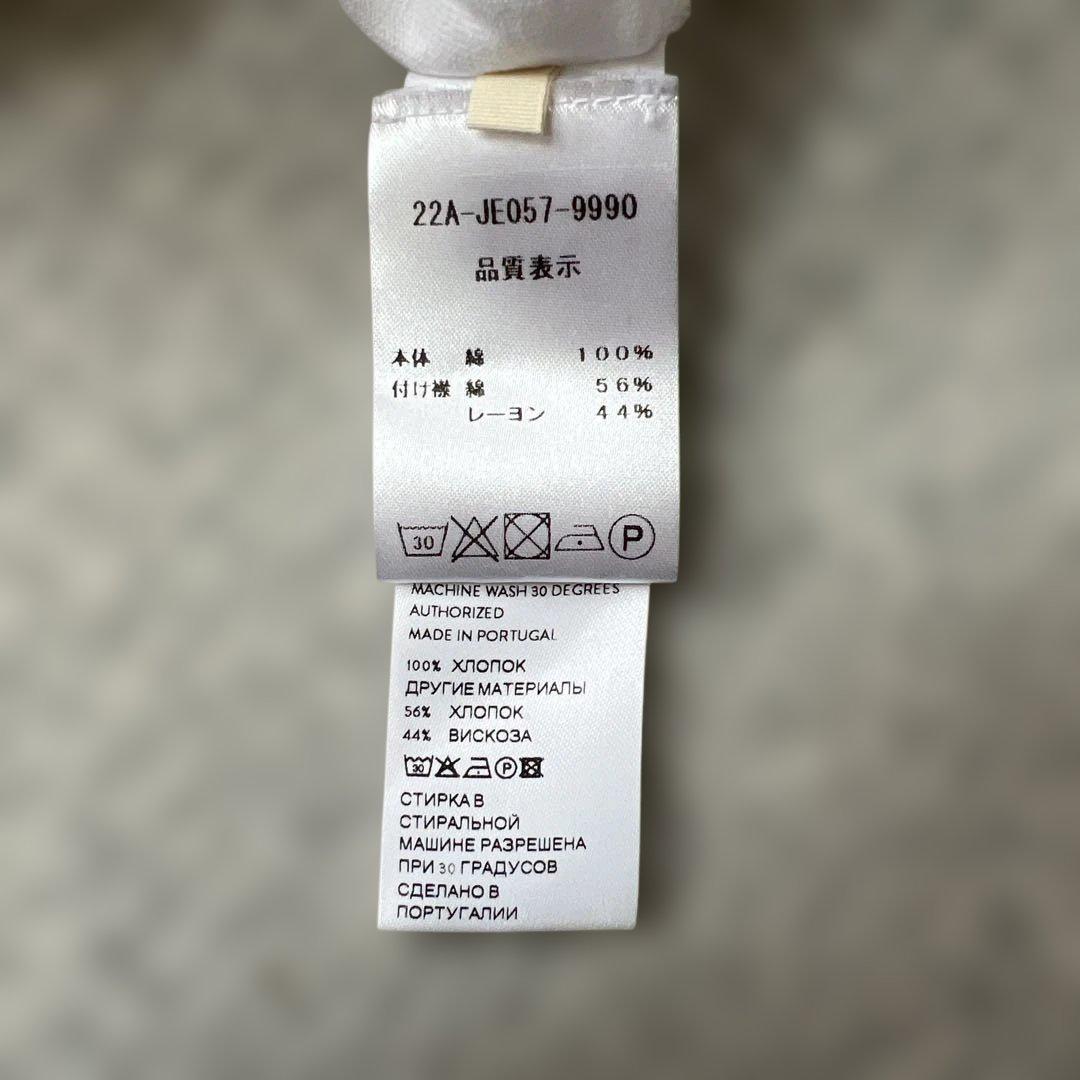 22A-JE057-9990
品質表示
本体 綿 100%
付け襟 綿 56%
レーヨン 44%
30 P
MACHINE WASH 30 DEGREES
AUTHORIZED
MADE IN PORTUGAL
100% ХЛОПОК
ДРУГИЕ МАТЕРИАЛЫ
56% ХЛОПОК
44% ВИСКОЗА
30 P
СТИРКА В
СТИРАЛЬНОЙ
МАШИНЕ РАЗРЕШЕНА
ПРИ 30 ГРАДУСОВ
СДЕЛАНО В
ПОРТУГАЛИИ